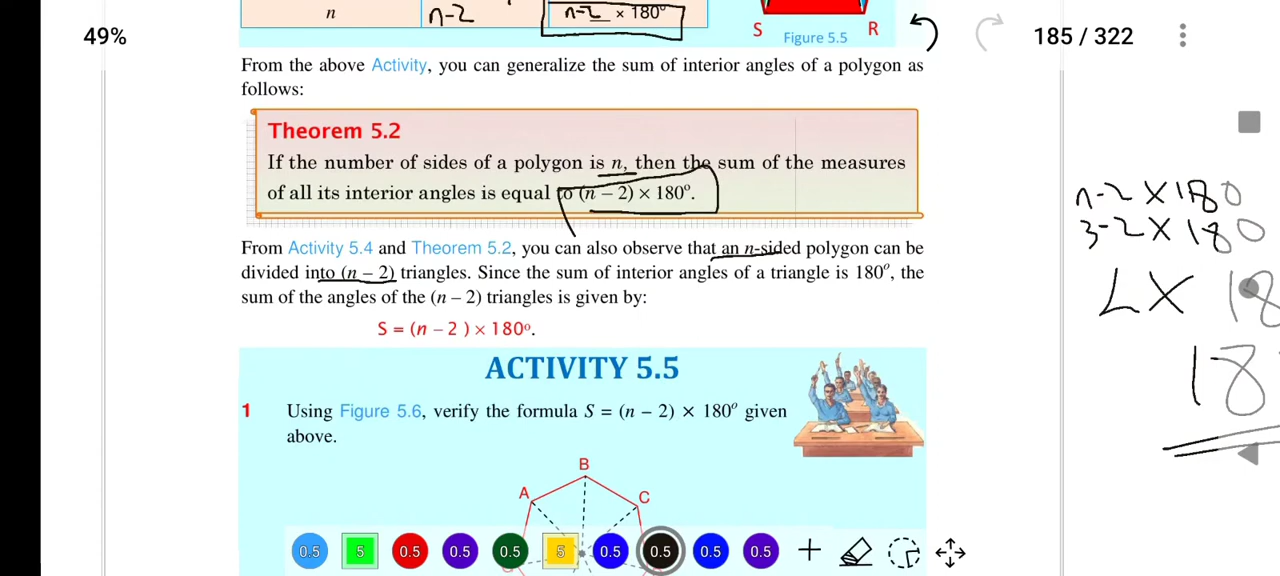 n n-2 n-2 × 180°
49%
S R
Figure 5.5
185 / 322
From the above Activity, you can generalize the sum of interior angles of a polygon as
follows:
Theorem 5.2
If the number of sides of a polygon is n, then the sum of the measures
of all its interior angles is equal to (n – 2) × 180°.
n-2 X 180
3-2 X 180
X 18
18
From Activity 5.4 and Theorem 5.2, you can also observe that an n-sided polygon can be
divided into (n – 2) triangles. Since the sum of interior angles of a triangle is 180°, the
sum of the angles of the (n – 2) triangles is given by:
S = (n – 2 ) × 180°.
ACTIVITY 5.5
1 Using Figure 5.6, verify the formula S = (n – 2) × 180° given
above.
B
A
C
0.5 5 0.5 0.5 0.5 5 0.5 0.5 0.5 0.5